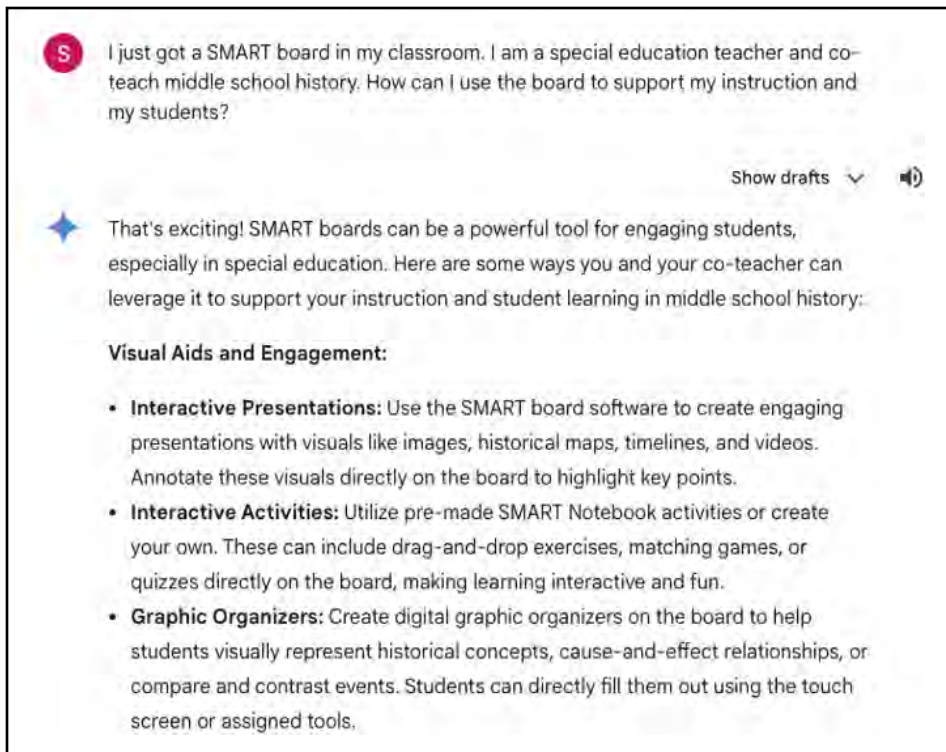 S
I just got a SMART board in my classroom. I am a special education teacher and co-
teach middle school history. How can I use the board to support my instruction and
my students?
Show drafts
That's exciting! SMART boards can be a powerful tool for engaging students,
especially in special education. Here are some ways you and your co-teacher can
leverage it to support your instruction and student learning in middle school history:
Visual Aids and Engagement:
• Interactive Presentations: Use the SMART board software to create engaging
presentations with visuals like images, historical maps, timelines, and videos.
Annotate these visuals directly on the board to highlight key points.
• Interactive Activities: Utilize pre-made SMART Notebook activities or create
your own. These can include drag-and-drop exercises, matching games, or
quizzes directly on the board, making learning interactive and fun.
• Graphic Organizers: Create digital graphic organizers on the board to help
students visually represent historical concepts, cause-and-effect relationships, or
compare and contrast events. Students can directly fill them out using the touch
screen or assigned tools.